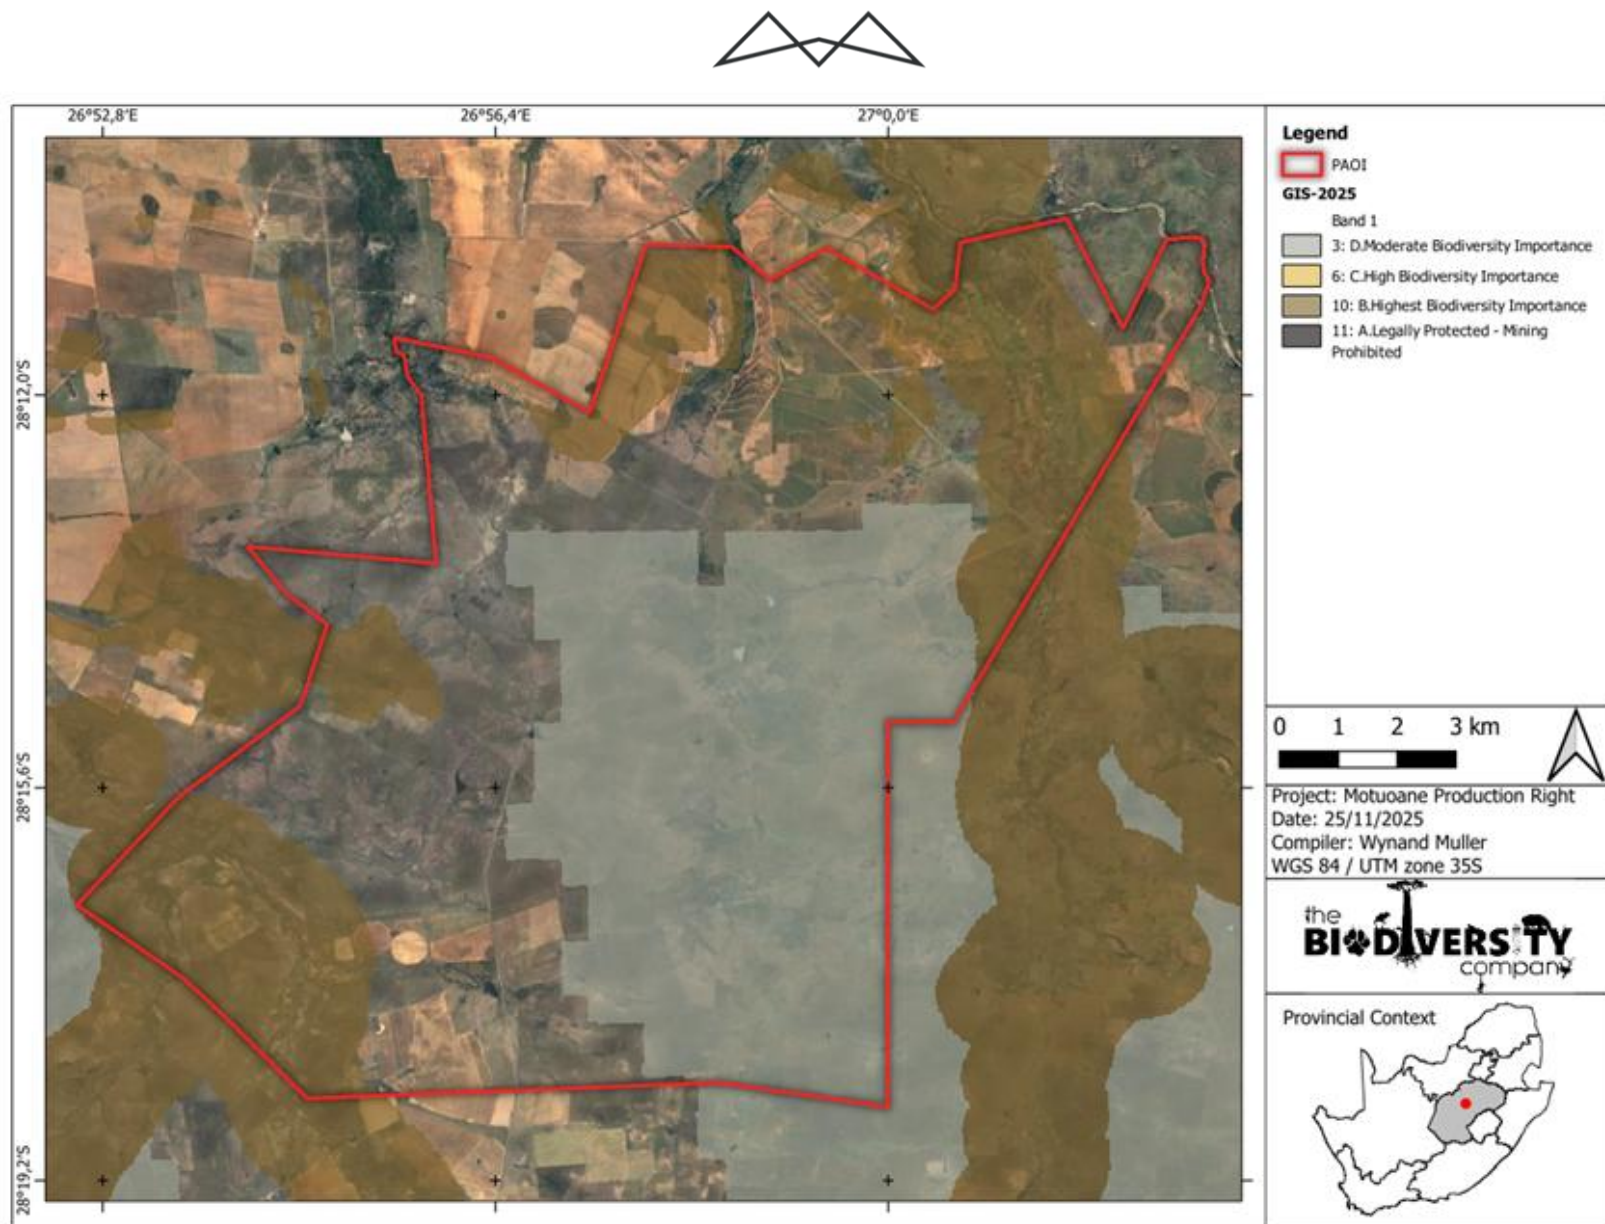 26°52,8'E 26°56,4'E 27°0,0'E
28°12,0'S
28°15,6'S
28°19,2'S
Legend
PAOI
GIS-2025
Band 1
3: D.Moderate Biodiversity Importance
6: C.High Biodiversity Importance
10: B.Highest Biodiversity Importance
11: A.Legally Protected - Mining
Prohibited
0 1 2 3 km
Project: Motuoane Production Right
Date: 25/11/2025
Compiler: Wynand Muller
WGS 84 / UTM zone 35S
the
BIODIVERSITY
company
Provincial Context